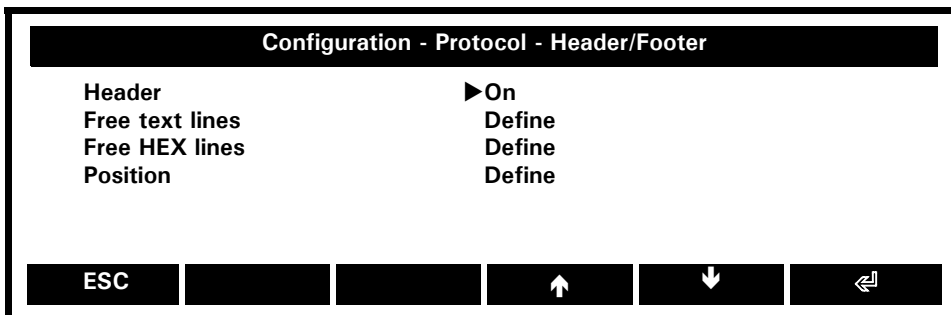 Configuration - Protocol - Header/Footer
Header ▶On
Free text lines Define
Free HEX lines Define
Position Define
ESC ↑ ↓ ↵